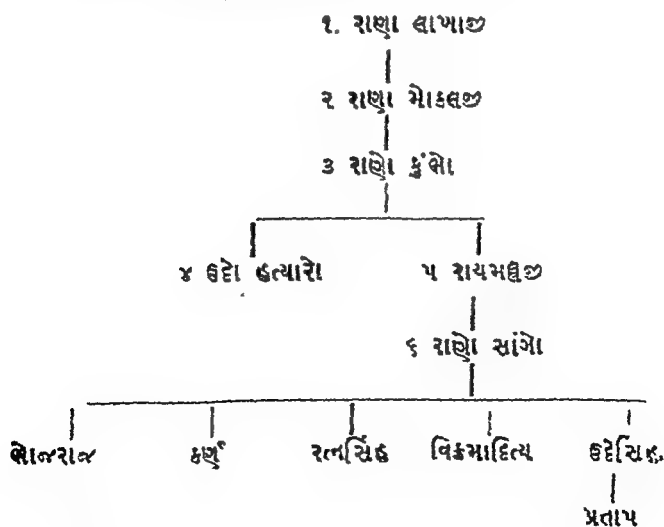 ૧. રાણા લાખાજી
૨ રાણા મોકલજી
૩ રાણો કુંભો
૪ ઉદો હત્યારો ૫ રાયમલ્લજી
૬ રાણો સાંગો
ભોજરાજ કર્ણ રત્નસિંહ વિક્રમાદિત્ય ઉદેસિંહ.
પ્રતાપ